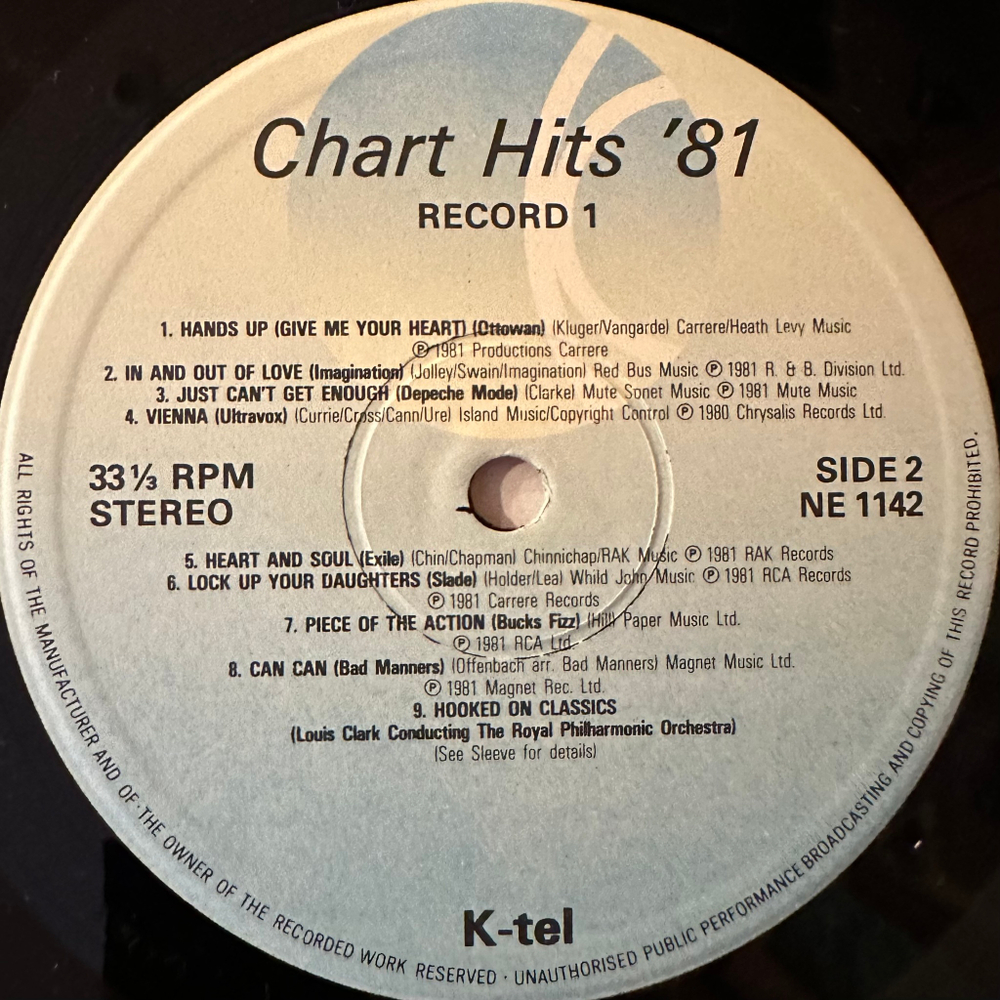 Chart Hits '81
RECORD 1
1. HANDS UP (GIVE ME YOUR HEART) (Ottowan) (Kluger/Vangarde) Carrere/Heath Levy Music
Ⓟ 1981 Productions Carrere
2. IN AND OUT OF LOVE (Imagination) (Jolley/Swain/Imagination) Red Bus Music Ⓟ 1981 R. & B. Division Ltd.
3. JUST CAN'T GET ENOUGH (Depeche Mode) (Clarke) Mute Sonet Music Ⓟ 1981 Mute Music
4. VIENNA (Ultravox) (Currie/Cross/Cann/Ure) Island Music/Copyright Control Ⓟ 1980 Chrysalis Records Ltd.
33⅓ RPM
STEREO
SIDE 2
NE 1142
5. HEART AND SOUL (Exile) (Chin/Chapman) Chinnichap/RAK Music Ⓟ 1981 RAK Records
6. LOCK UP YOUR DAUGHTERS (Slade) (Holder/Lea) Whild John Music Ⓟ 1981 RCA Records
Ⓟ 1981 Carrere Records
7. PIECE OF THE ACTION (Bucks Fizz) (Hill) Paper Music Ltd.
Ⓟ 1981 RCA Ltd.
8. CAN CAN (Bad Manners) (Offenbach arr. Bad Manners) Magnet Music Ltd.
Ⓟ 1981 Magnet Rec. Ltd.
9. HOOKED ON CLASSICS
(Louis Clark Conducting The Royal Philharmonic Orchestra)
(See Sleeve for details)
K-tel
ALL RIGHTS OF THE MANUFACTURER AND OF · THE OWNER OF THE RECORDED WORK RESERVED · UNAUTHORISED PUBLIC PERFORMANCE BROADCASTING AND COPYING OF THIS RECORD PROHIBITED.